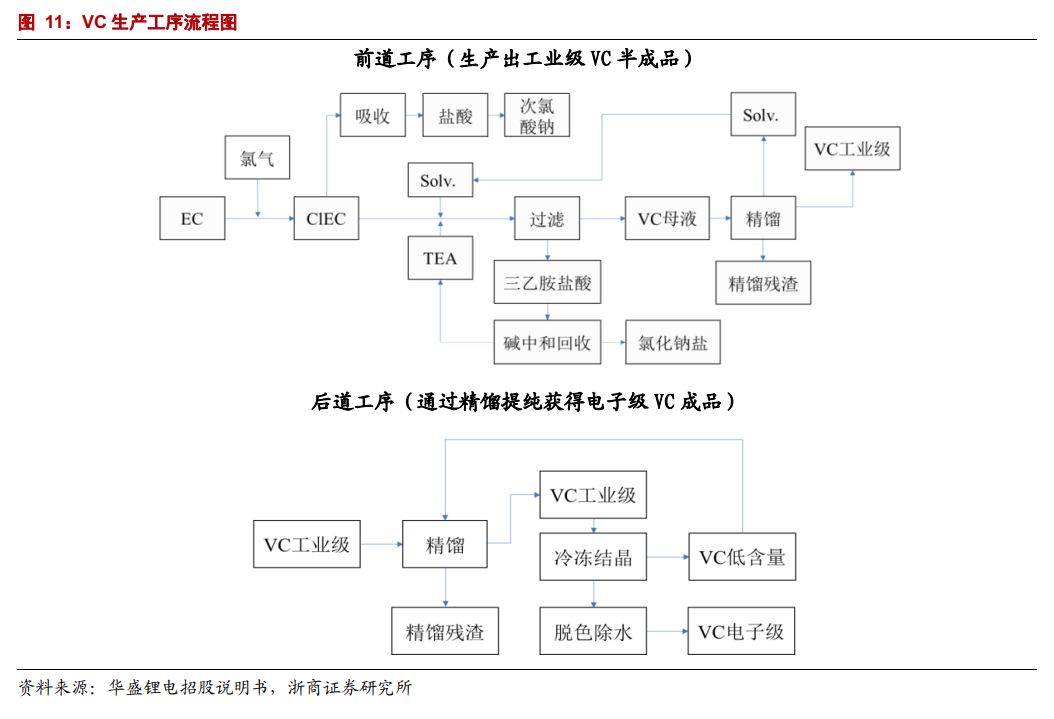 图 11：VC 生产工序流程图
前道工序（生产出工业级 VC 半成品）
吸收
盐酸
次氯
酸钠
Solv.
VC工业级
氯气
Solv.
EC
ClEC
过滤
VC母液
精馏
TEA
三乙胺盐酸
精馏残渣
碱中和回收
氯化钠盐
后道工序（通过精馏提纯获得电子级 VC 成品）
VC工业级
VC工业级
精馏
冷冻结晶
VC低含量
精馏残渣
脱色除水
VC电子级
资料来源：华盛锂电招股说明书，浙商证券研究所